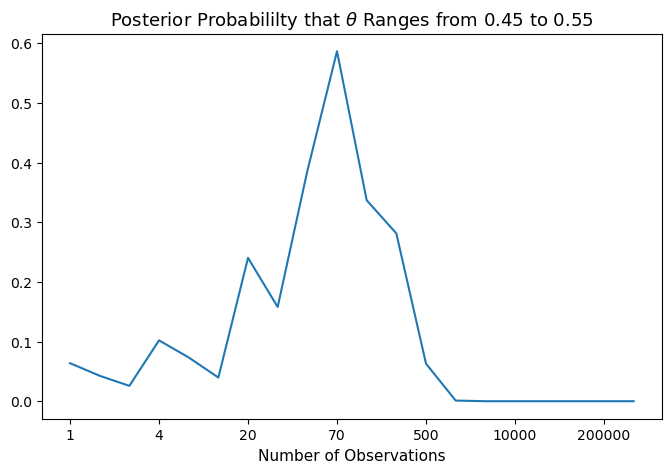 Posterior Probabililty that θ Ranges from 0.45 to 0.55
0.6
0.5
0.4
0.3
0.2
0.1
0.0
1 4 20 70 500 10000 200000
Number of Observations